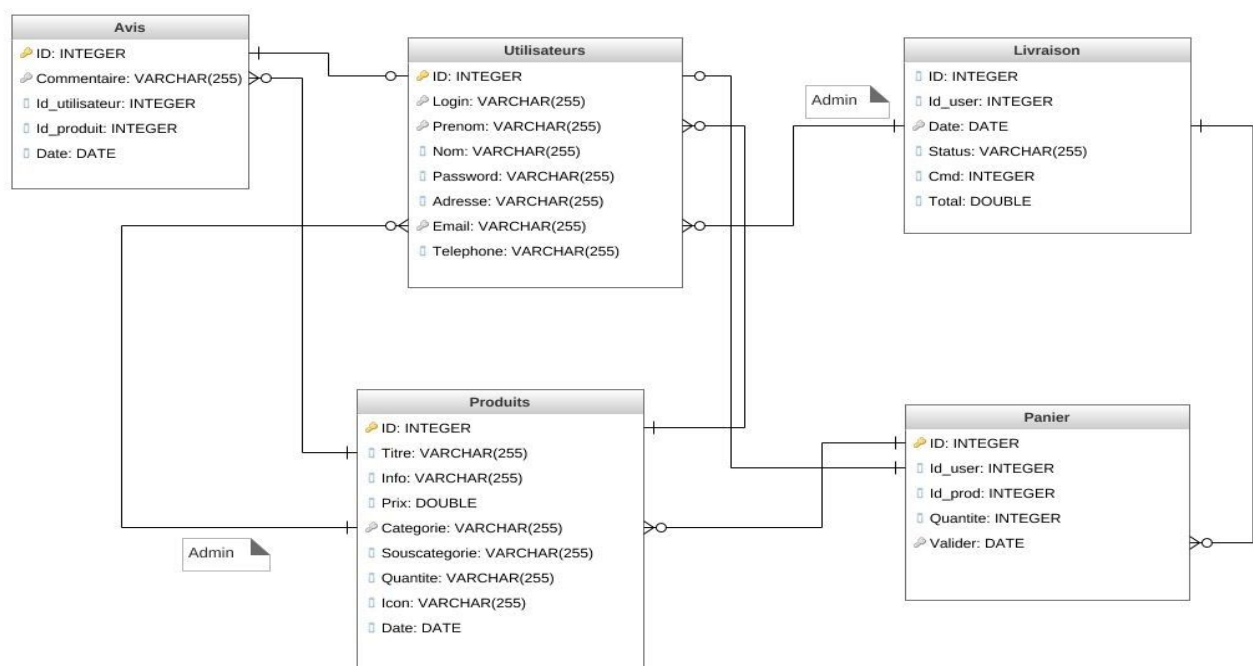 Avis
ID: INTEGER
Commentaire: VARCHAR(255)
Id_utilisateur: INTEGER
Id_produit: INTEGER
Date: DATE
Utilisateurs
ID: INTEGER
Login: VARCHAR(255)
Prenom: VARCHAR(255)
Nom: VARCHAR(255)
Password: VARCHAR(255)
Adresse: VARCHAR(255)
Email: VARCHAR(255)
Telephone: VARCHAR(255)
Admin
Livraison
ID: INTEGER
Id_user: INTEGER
Date: DATE
Status: VARCHAR(255)
Cmd: INTEGER
Total: DOUBLE
Admin
Produits
ID: INTEGER
Titre: VARCHAR(255)
Info: VARCHAR(255)
Prix: DOUBLE
Categorie: VARCHAR(255)
Souscategorie: VARCHAR(255)
Quantite: VARCHAR(255)
Icon: VARCHAR(255)
Date: DATE
Panier
ID: INTEGER
Id_user: INTEGER
Id_prod: INTEGER
Quantite: INTEGER
Valider: DATE